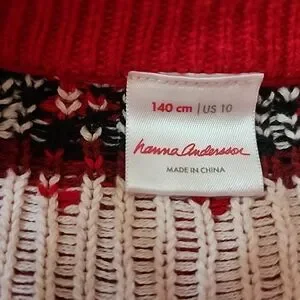 140 cm | US 10
hanna Andersson
MADE IN CHINA